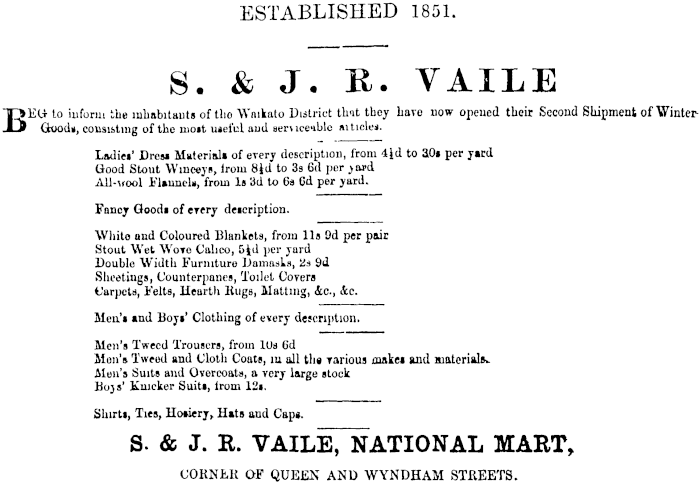 ESTABLISHED 1851.
S. & J. R. VAILE
BEG to inform the inhabitants of the Waikato District that they have now opened their Second Shipment of Winter
Goods, consisting of the most useful and serviceable articles.
Ladies' Dress Materials of every description, from 4½d to 30s per yard
Good Stout Winceys, from 8½d to 3s 6d per yard
All-wool Flannels, from 1s 3d to 6s 6d per yard.
Fancy Goods of every description.
White and Coloured Blankets, from 11s 9d per pair
Stout Wet Wove Calico, 5½d per yard
Double Width Furniture Damasks, 2s 9d
Sheetings, Counterpanes, Toilet Covers
Carpets, Felts, Hearth Rugs, Matting, &c., &c.
Men's and Boys' Clothing of every description.
Men's Tweed Trousers, from 10s 6d
Men's Tweed and Cloth Coats, in all the various makes and materials.
Men's Suits and Overcoats, a very large stock
Boys' Knicker Suits, from 12s.
Shirts, Ties, Hosiery, Hats and Caps.
S. & J. R. VAILE, NATIONAL MART,
CORNER OF QUEEN AND WYNDHAM STREETS.